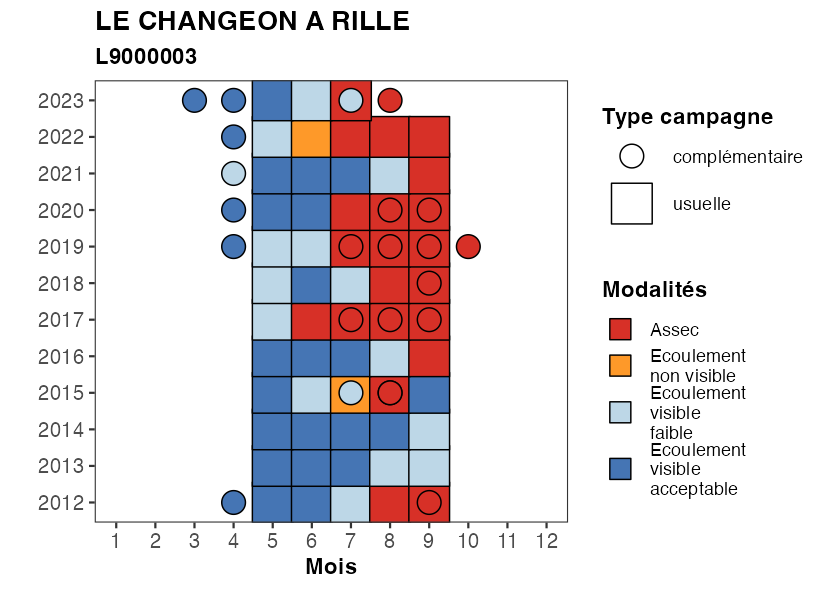 LE CHANGEON A RILLE
L9000003
2023
2022
2021
2020
2019
2018
2017
2016
2015
2014
2013
2012
1 2 3 4 5 6 7 8 9 10 11 12
Mois
Type campagne
complémentaire
usuelle
Modalités
Assec
Ecoulement
non visible
Ecoulement
visible
faible
Ecoulement
visible
acceptable